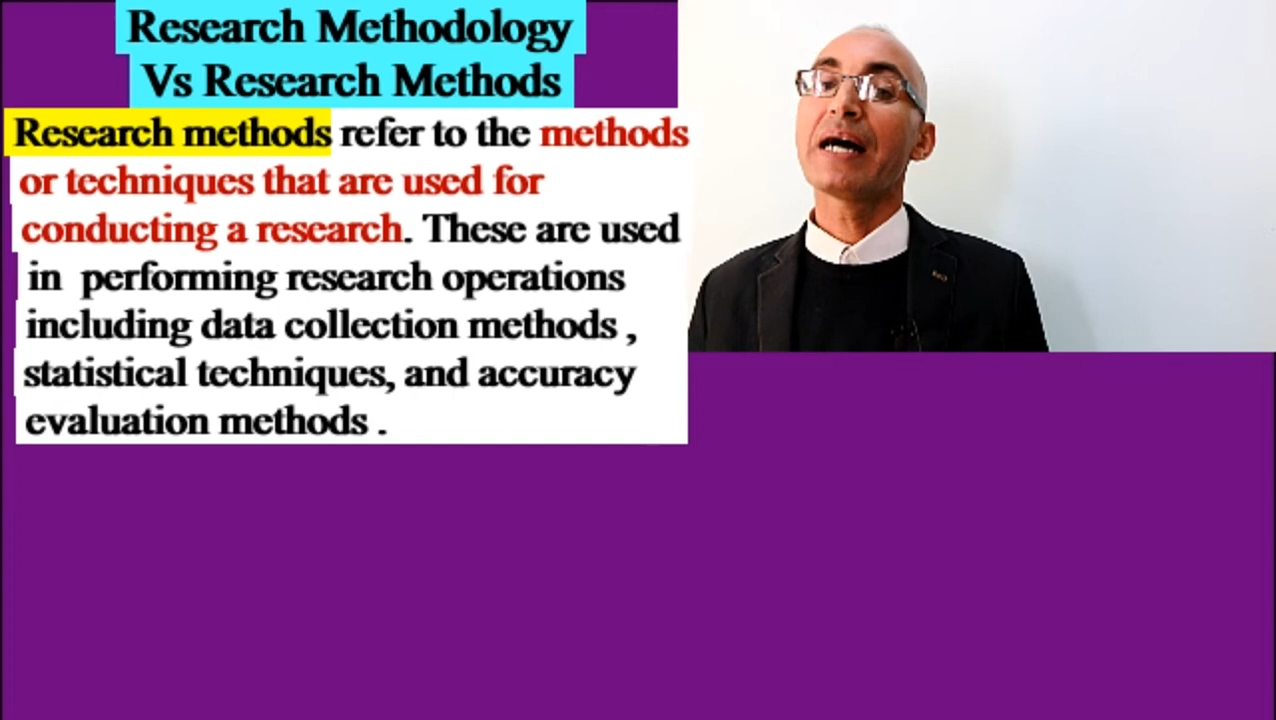 Research Methodology
Vs Research Methods
Research methods refer to the methods
or techniques that are used for
conducting a research. These are used
in performing research operations
including data collection methods ,
statistical techniques, and accuracy
evaluation methods .